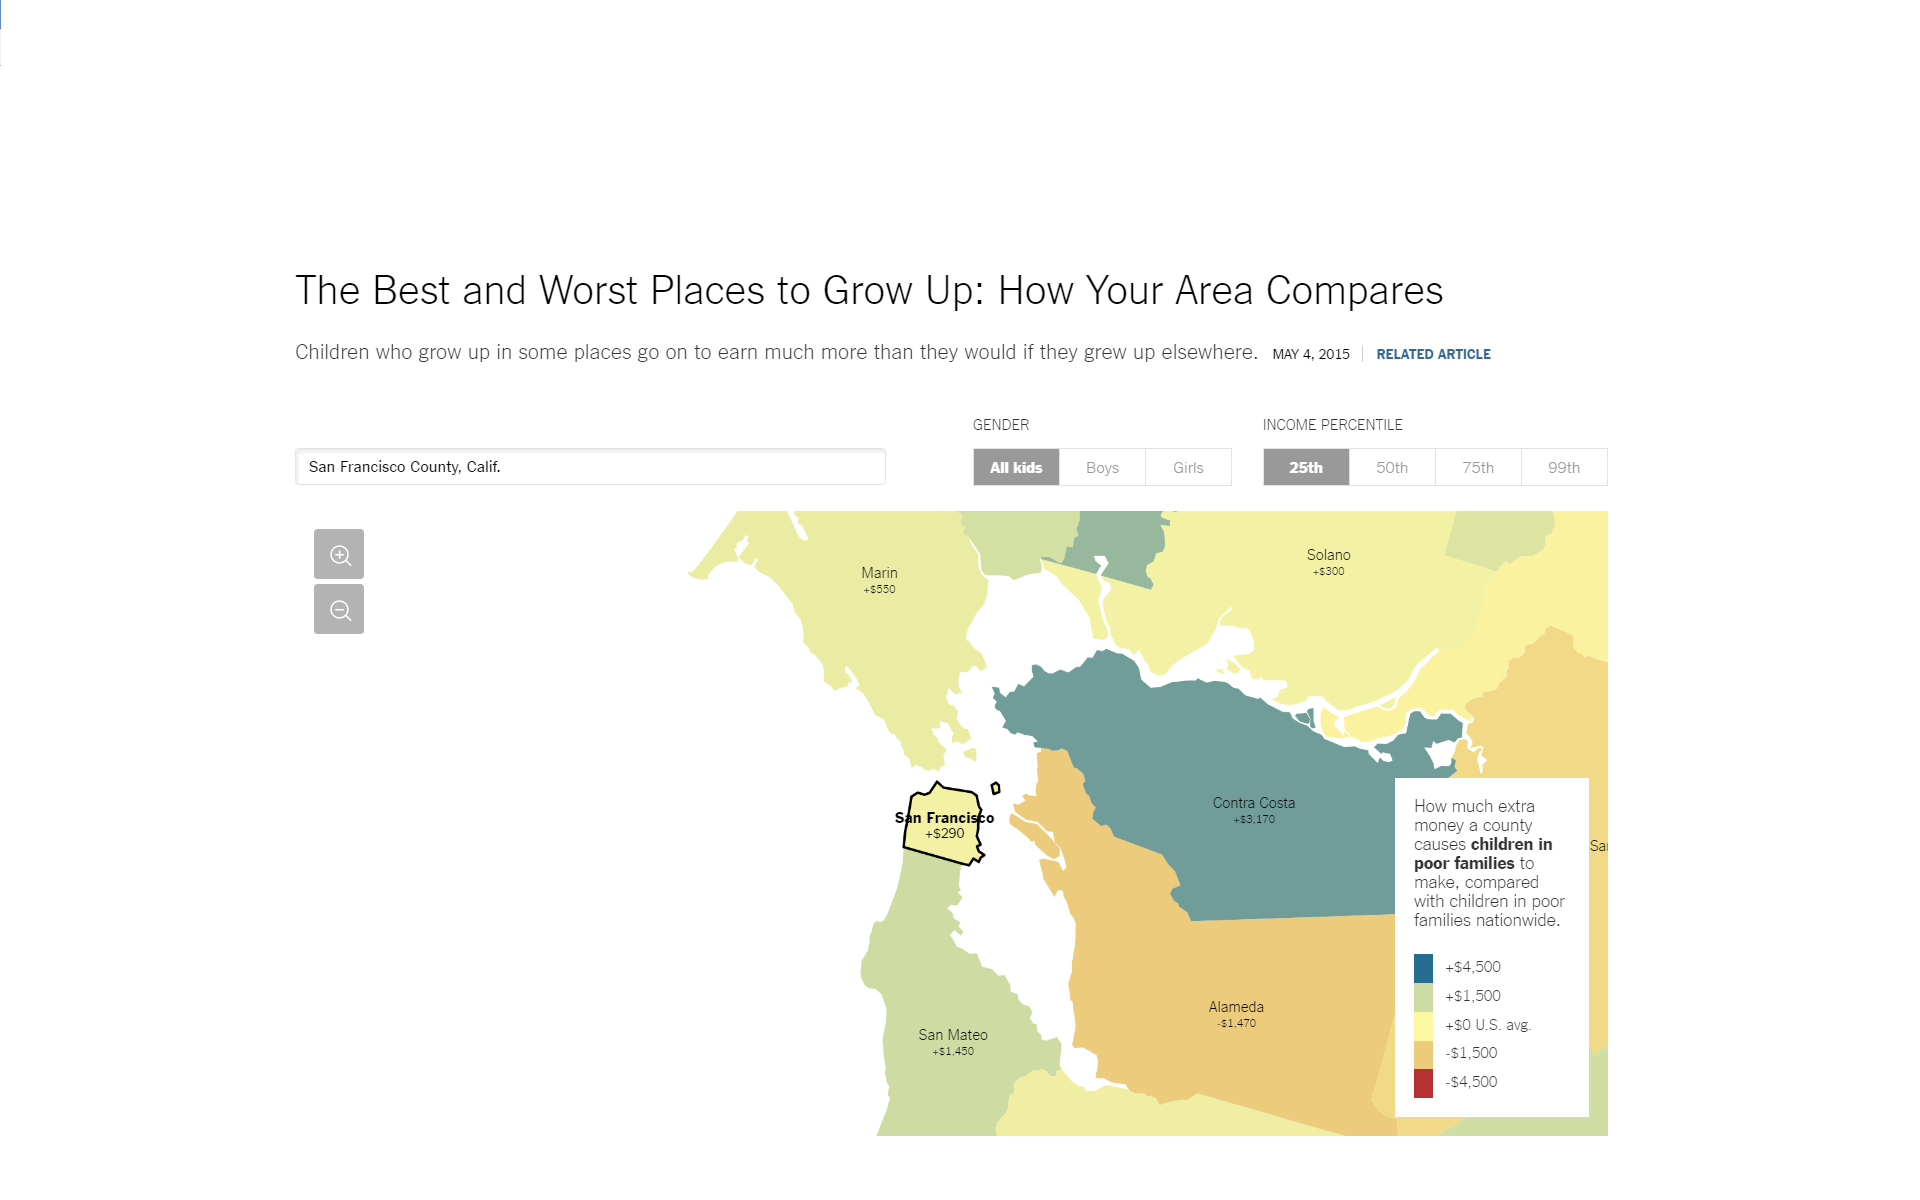 The Best and Worst Places to Grow Up: How Your Area Compares
Children who grow up in some places go on to earn much more than they would if they grew up elsewhere. MAY 4, 2015 RELATED ARTICLE
GENDER
INCOME PERCENTILE
San Francisco County, Calif.
All kids Boys Girls
25th 50th 75th 99th
Solano
+$300
Marin
+$550
Contra Costa
+$3,170
San Francisco
+$290
How much extra
money a county
causes children in
poor families to
make, compared
with children in poor
families nationwide.
+$4,500
+$1,500
+$0 U.S. avg.
-$1,500
-$4,500
Alameda
-$1,470
San Mateo
+$1,450